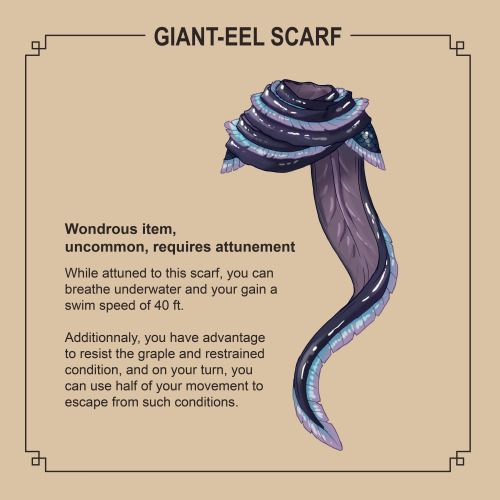 GIANT-EEL SCARF
Wondrous item,
uncommon, requires attunement
While attuned to this scarf, you can
breathe underwater and your gain a
swim speed of 40 ft.
Additionnaly, you have advantage
to resist the graple and restrained
condition, and on your turn, you
can use half of your movement to
escape from such conditions.